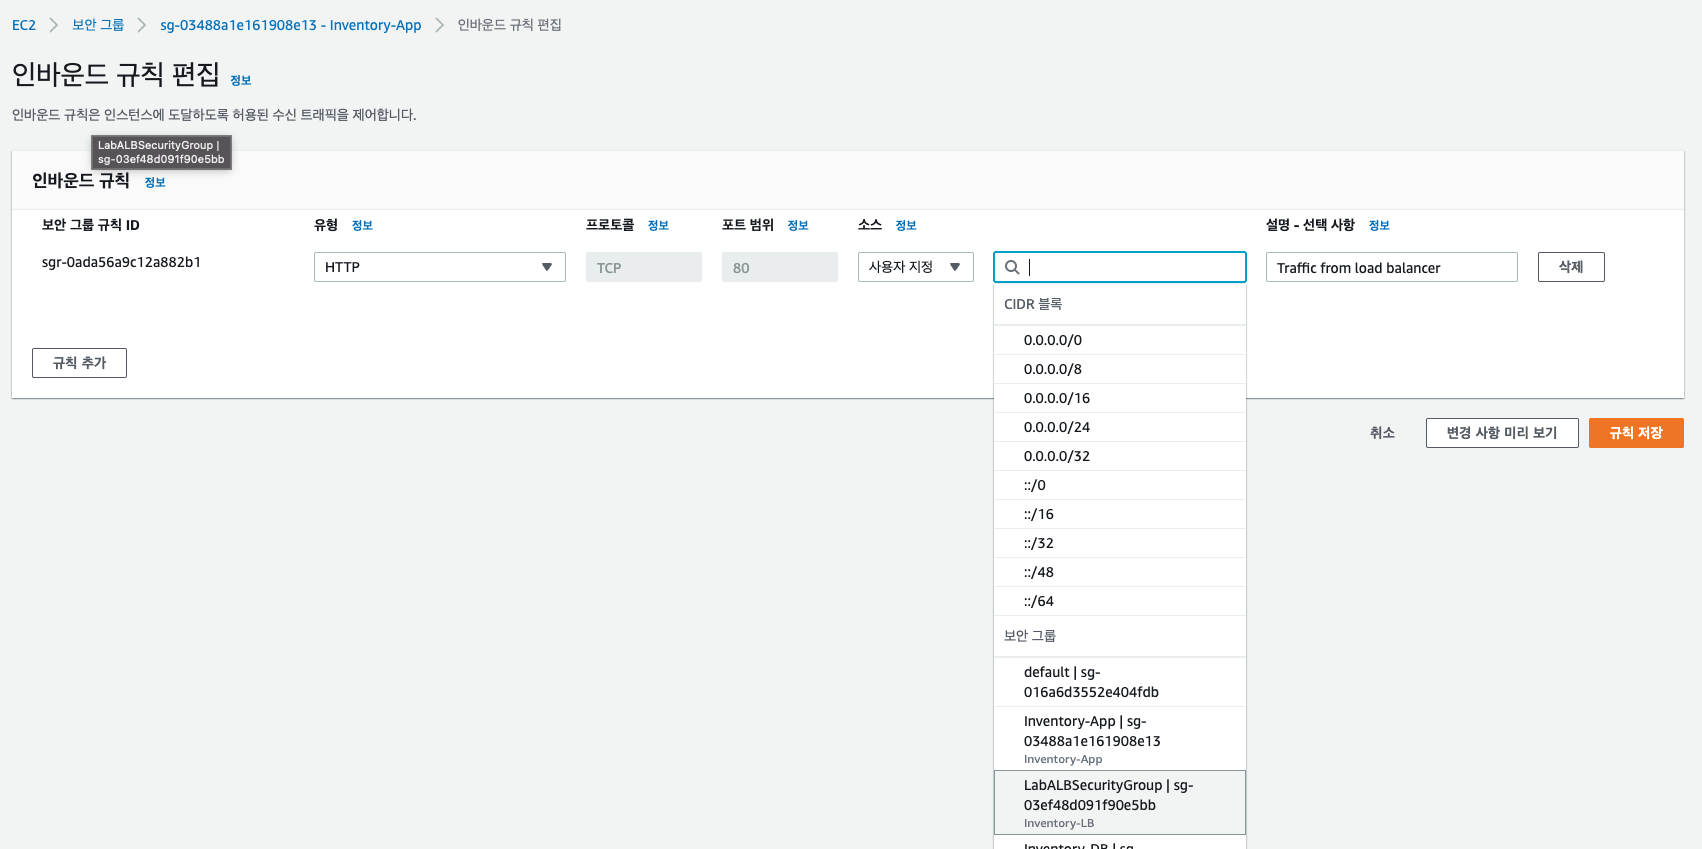 EC2 보안 그룹 sg-03488a1e161908e13 - Inventory-App 인바운드 규칙 편집
인바운드 규칙 편집 정보
인바운드 규칙은 인스턴스에 도달하도록 허용된 수신 트래픽을 제어합니다.
LabALBSecurityGroup |
sg-03ef48d091f90e5bb
인바운드 규칙 정보
보안 그룹 규칙 ID 유형 정보 프로토콜 정보 포트 범위 정보 소스 정보 설명 - 선택 사항 정보
sgr-0ada56a9c12a882b1 HTTP TCP 80 사용자 지정 Traffic from load balancer 삭제
CIDR 블록
0.0.0.0/0
0.0.0.0/8
0.0.0.0/16
0.0.0.0/24
0.0.0.0/32
::/0
::/16
::/32
::/48
::/64
보안 그룹
default | sg-
016a6d3552e404fdb
Inventory-App | sg-
03488a1e161908e13
Inventory-App
LabALBSecurityGroup | sg-
03ef48d091f90e5bb
Inventory-LB
Inventory-DB | sg-
규칙 추가
취소 변경 사항 미리 보기 규칙 저장